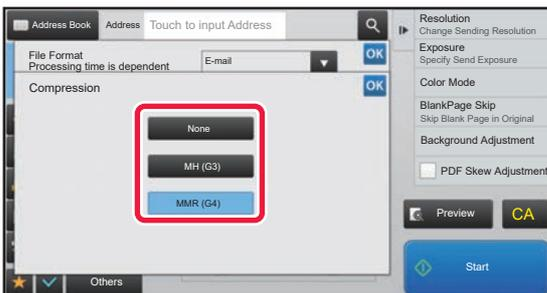 Address Book
Address
Touch to input Address
File Format
Processing time is dependent
E-mail
OK
Compression
OK
None
MH (G3)
MMR (G4)
Others
Resolution
Change Sending Resolution
Exposure
Specify Send Exposure
Color Mode
BlankPage Skip
Skip Blank Page in Original
Background Adjustment
PDF Skew Adjustment
Preview
CA
Start